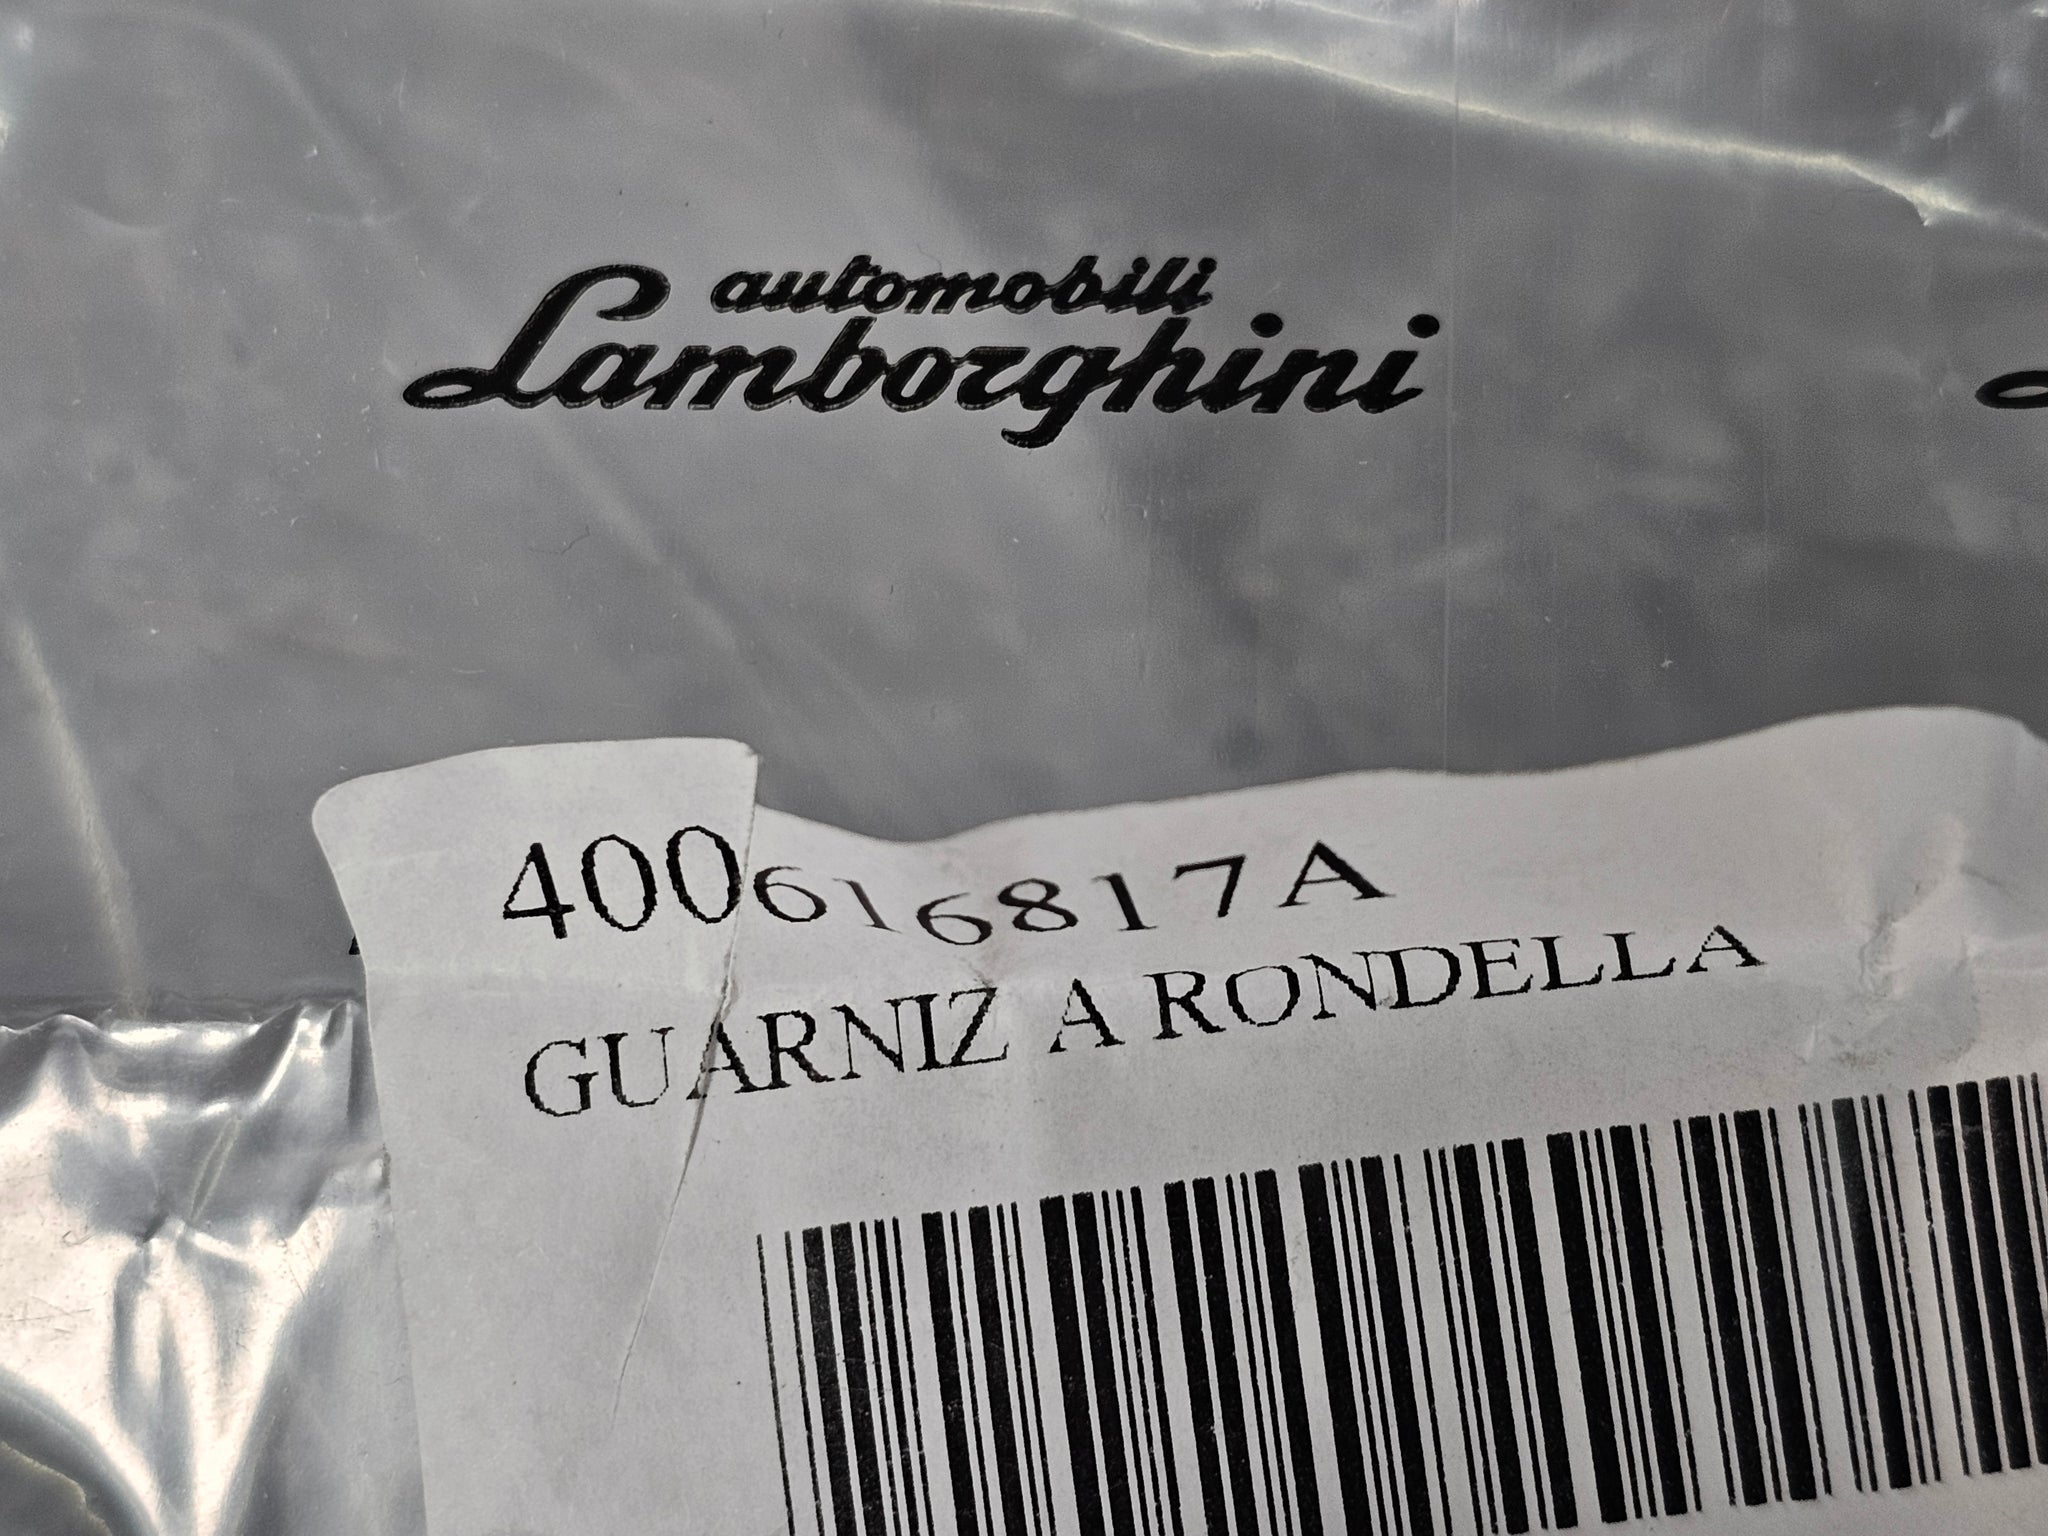 automobili
Lamborghini
400616817A
GUARNIZ A RONDELLA